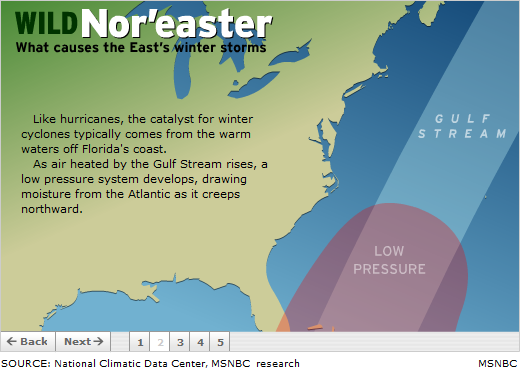 WILD Nor'easter
What causes the East's winter storms
Like hurricanes, the catalyst for winter
cyclones typically comes from the warm
waters off Florida's coast.
As air heated by the Gulf Stream rises, a
low pressure system develops, drawing
moisture from the Atlantic as it creeps
northward.
GULF
STREAM
LOW
PRESSURE
← Back Next → 1 2 3 4 5
SOURCE: National Climatic Data Center, MSNBC research MSNBC